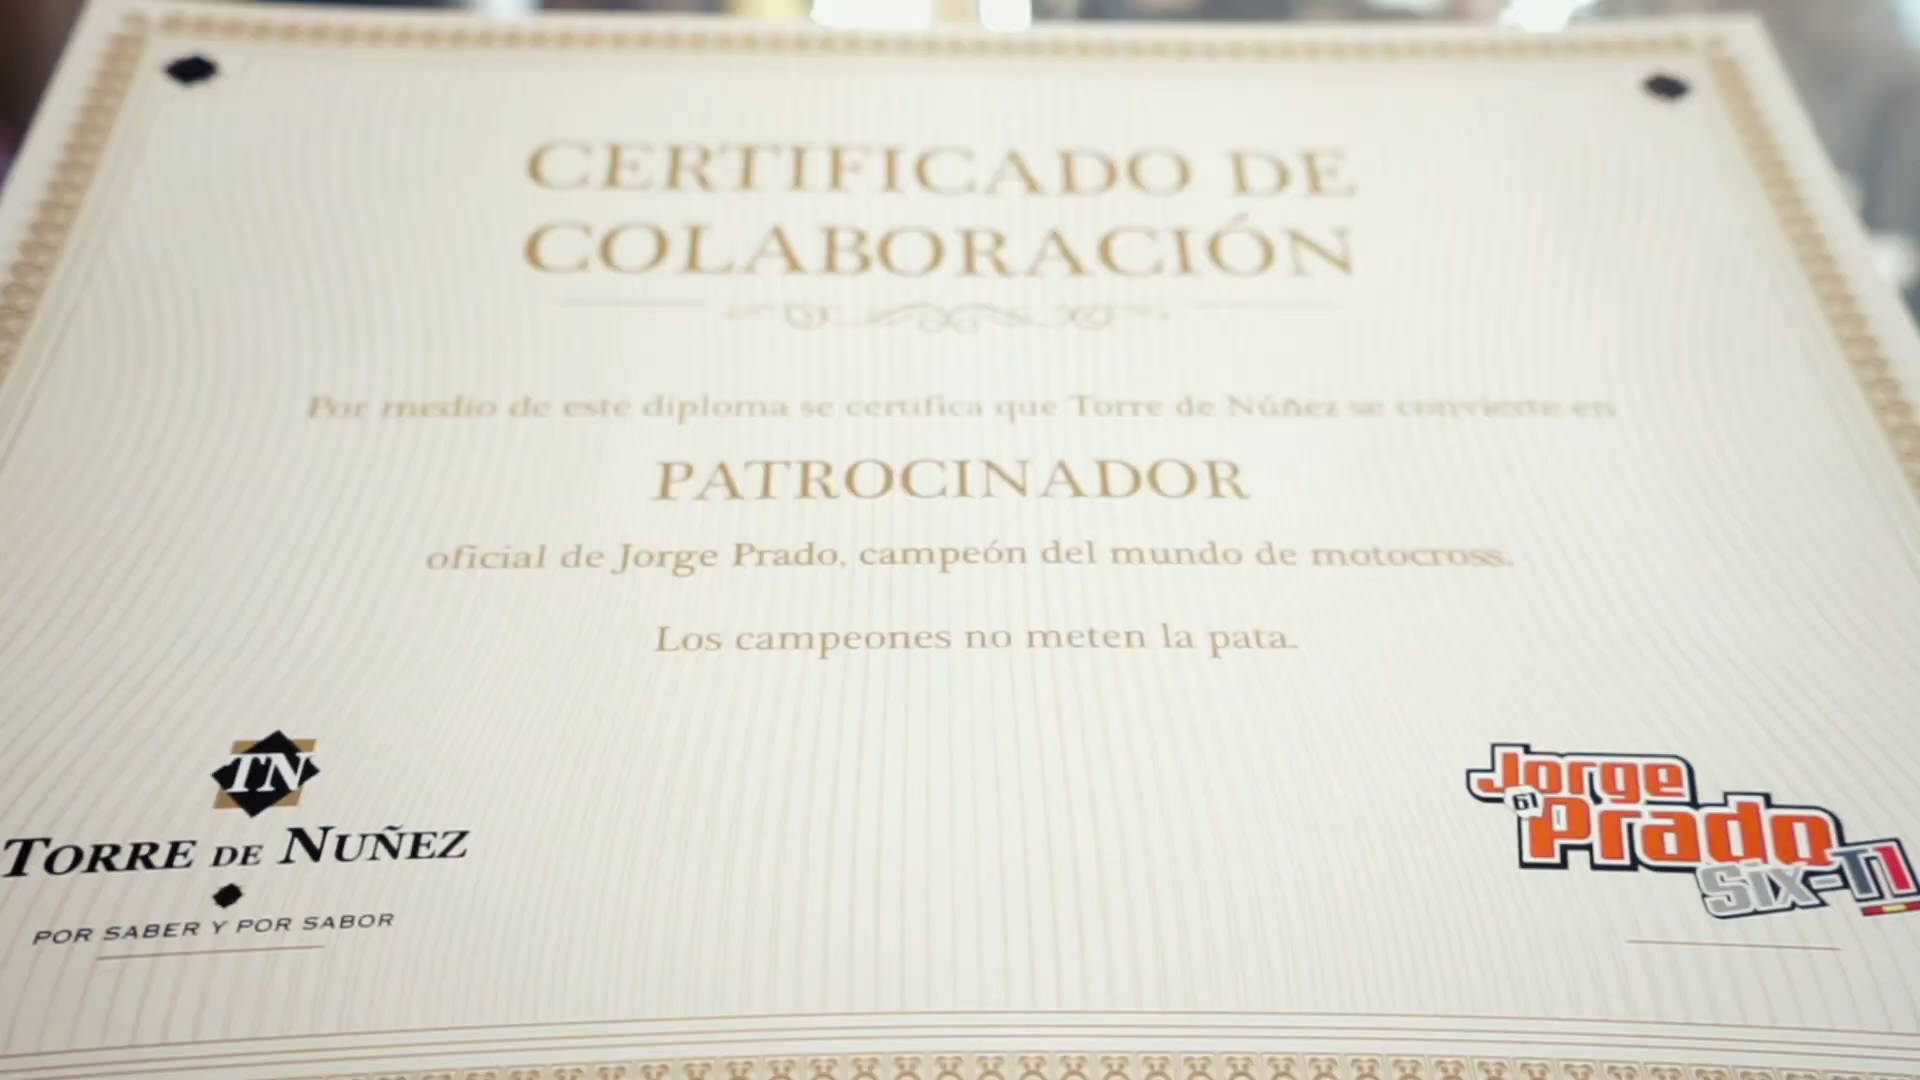 CERTIFICADO DE
COLABORACIÓN
Por medio de este diploma se certifica que Torre de Núñez se convierte en
PATROCINADOR
oficial de Jorge Prado, campeón del mundo de motocross.
Los campeones no meten la pata.
TN
TORRE DE NUÑEZ
POR SABER Y POR SABOR
Jorge
61
Prado
Six-T1